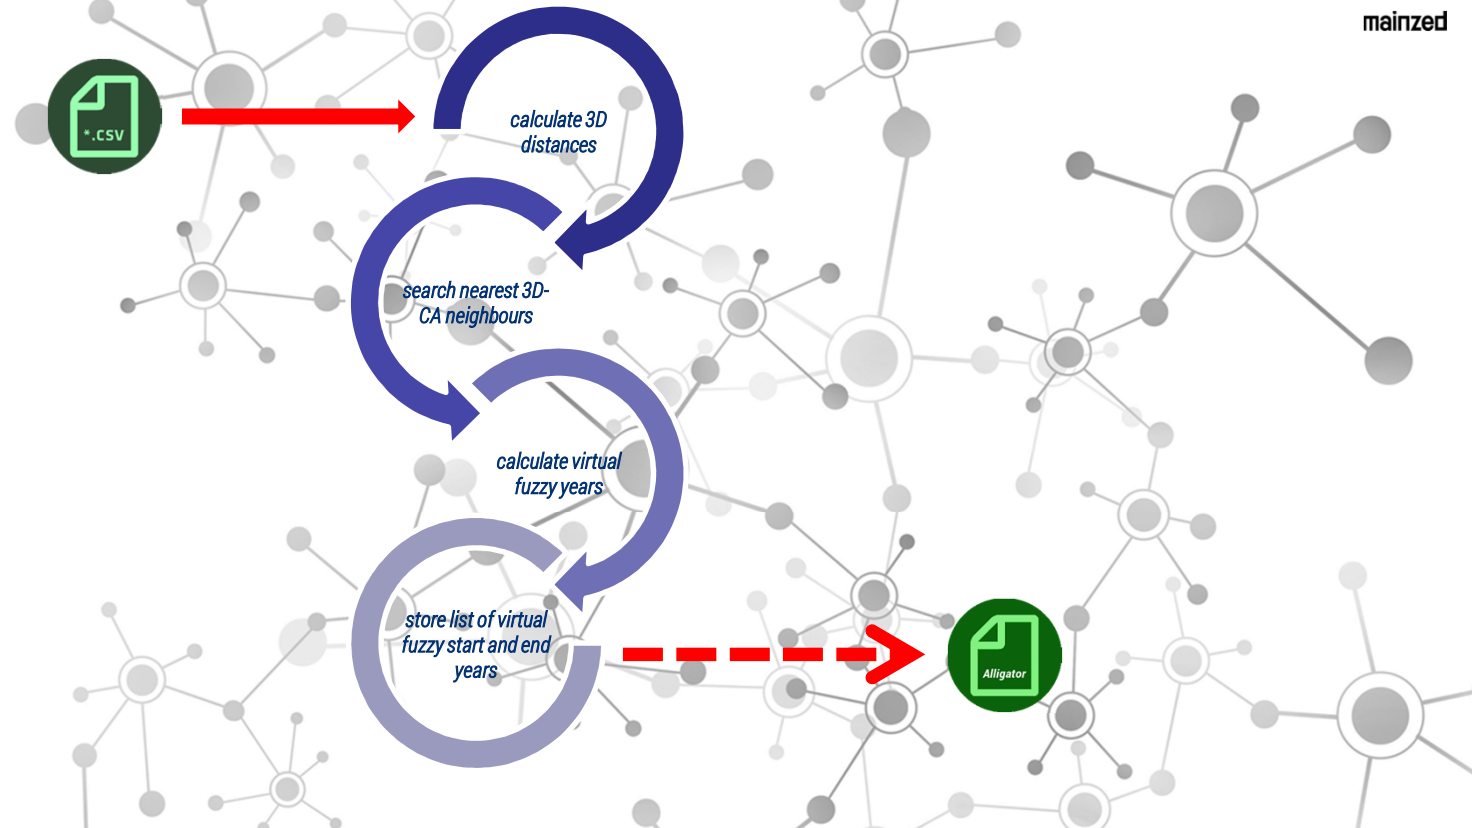 mainzed
*.CSV
calculate 3D
distances
search nearest 3D-
CA neighbours
calculate virtual
fuzzy years
store list of virtual
fuzzy start and end
years
Alligator